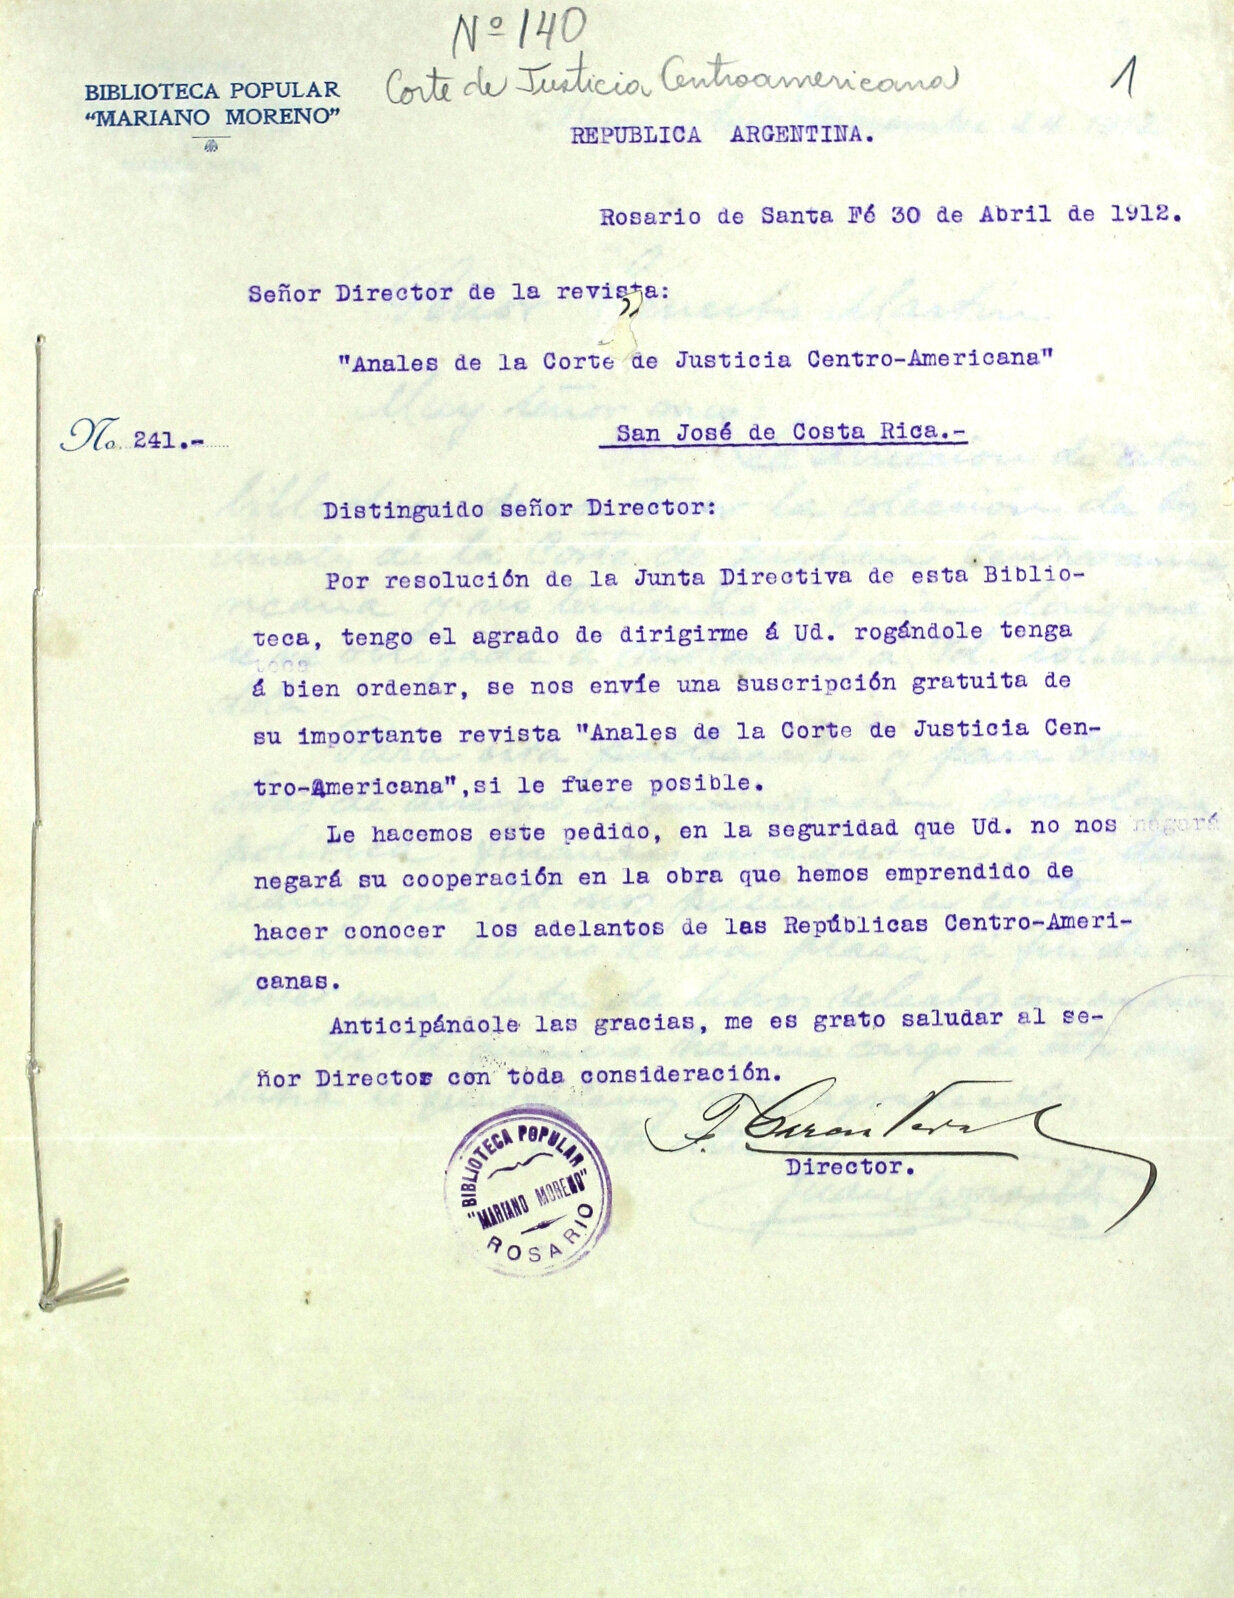 Nº 140
Corte de Justicia Centroamericana
1
BIBLIOTECA POPULAR
"MARIANO MORENO"
REPUBLICA ARGENTINA.
Rosario de Santa Fé 30 de Abril de 1912.
Señor Director de la revista:
"Anales de la Corte de Justicia Centro-Americana"
No. 241.-
San José de Costa Rica.-
Distinguido señor Director:
Por resolución de la Junta Directiva de esta Biblio-
teca, tengo el agrado de dirigirme á Ud. rogándole tenga
á bien ordenar, se nos envíe una suscripción gratuita de
su importante revista "Anales de la Corte de Justicia Cen-
tro-Americana",si le fuere posible.
Le hacemos este pedido, en la seguridad que Ud. no nos
negará su cooperación en la obra que hemos emprendido de
hacer conocer los adelantos de las Repúblicas Centro-Ameri-
canas.
Anticipándole las gracias, me es grato saludar al se-
ñor Director con toda consideración.
Director.
"BIBLIOTECA POPULAR
"MARIANO MORENO"
ROSARIO